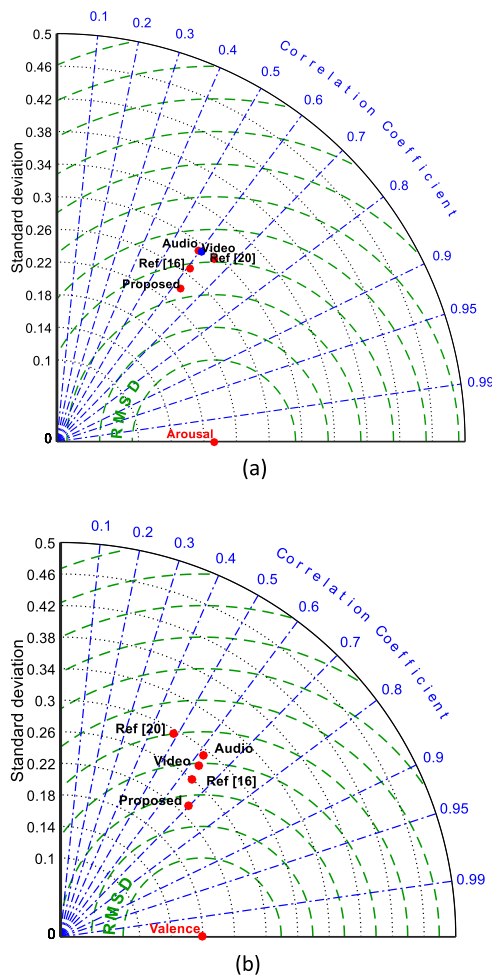 0.1
0.2
0.3
0.4
0.5
0.6
0.7
0.8
0.9
0.95
0.99
Correlation Coefficient
Standard deviation
0.5
0.46
0.42
0.38
0.34
0.3
0.26
0.22
0.18
0.14
0.1
0
Audio
Video
Ref [20]
Ref [16]
Proposed
RMSD
Arousal
(a)
0.1
0.2
0.3
0.4
0.5
0.6
0.7
0.8
0.9
0.95
0.99
Correlation Coefficient
Standard deviation
0.5
0.46
0.42
0.38
0.34
0.3
0.26
0.22
0.18
0.14
0.1
0
Ref [20]
Audio
Video
Ref [16]
Proposed
RMSD
Valence
(b)